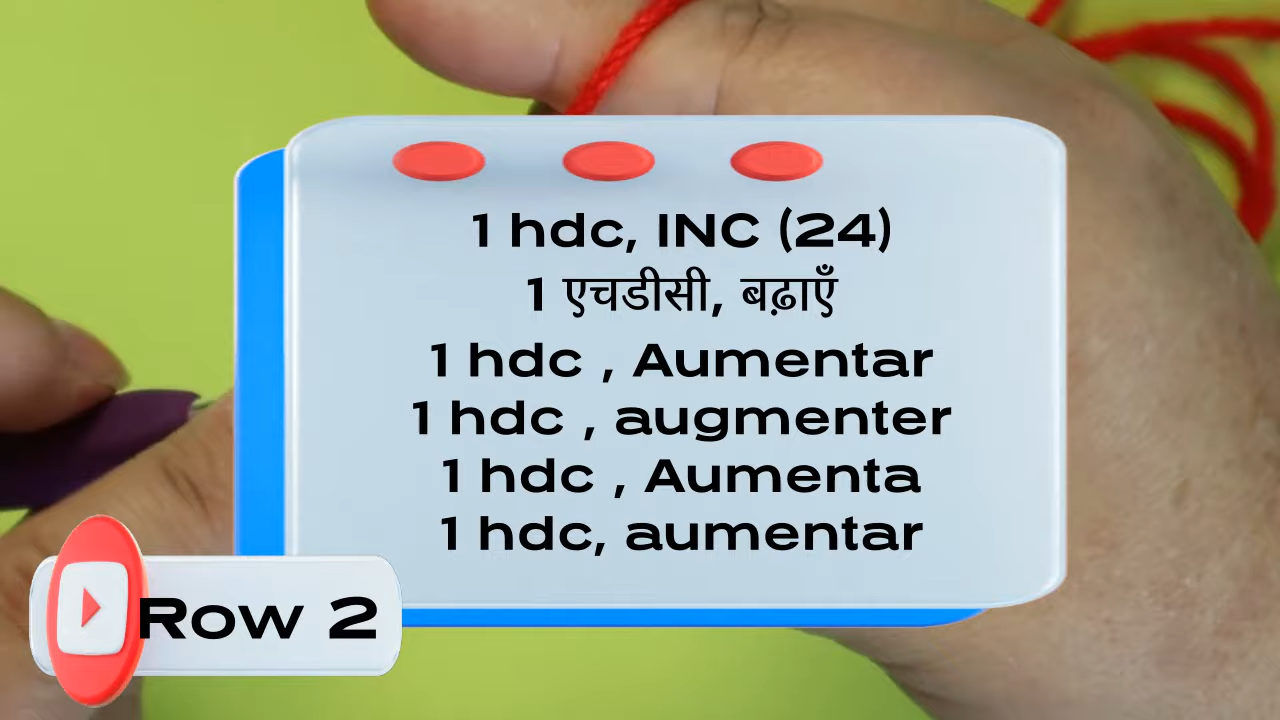 1 hdc, INC (24)
1 एचडीसी, बढ़ाएँ
1 hdc , Aumentar
1 hdc , augmenter
1 hdc , Aumenta
1 hdc, aumentar
Row 2